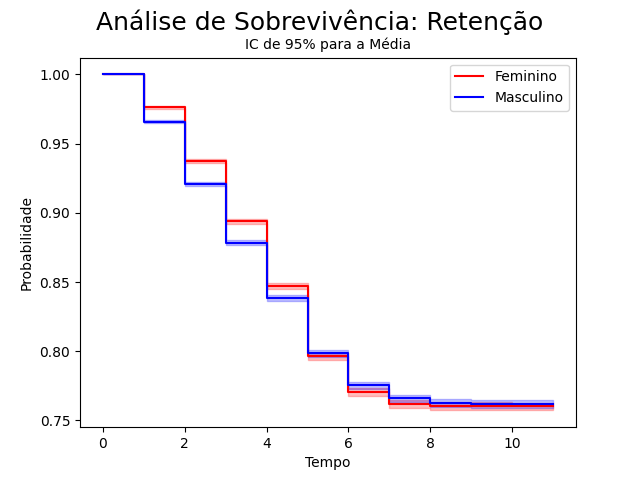 Análise de Sobrevivência: Retenção
IC de 95% para a Média
Feminino
Masculino
1.00
0.95
0.90
0.85
0.80
0.75
Probabilidade
0 2 4 6 8 10
Tempo